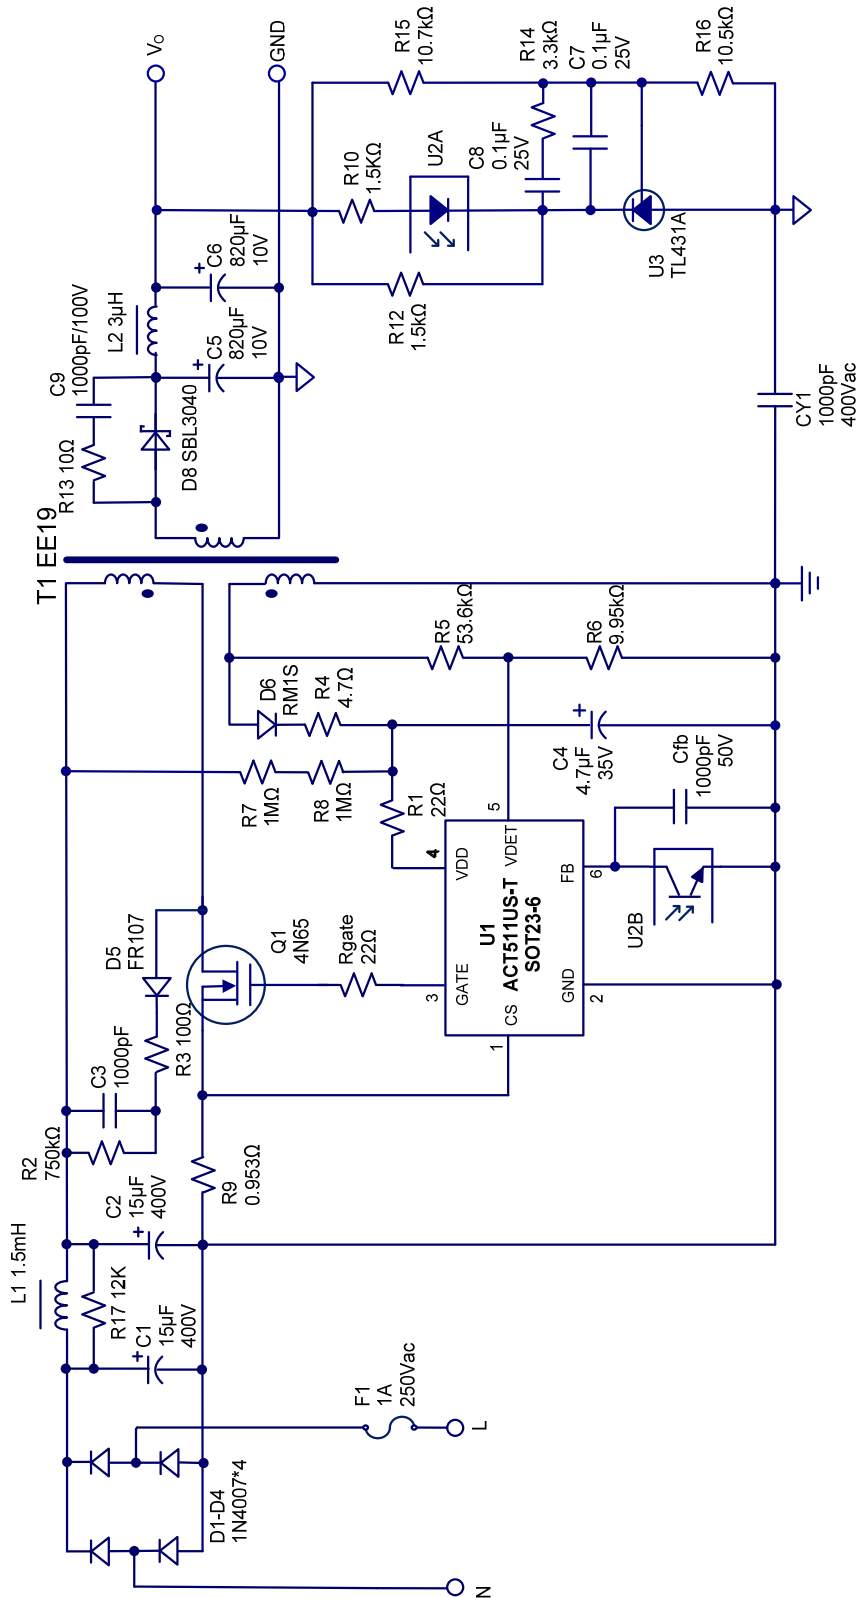 N
L
F1
1A
250Vac
D1-D4
1N4007*4
L1 1.5mH
R17 12K
C1
15µF
400V
C2
15µF
400V
R2
750kΩ
C3
1000pF
R3 100Ω
D5
FR107
R9
0.953Ω
Q1
4N65
Rgate
22Ω
U1
ACT511US-T
SOT23-6
GATE
3
CS
1
GND
2
VDD
4
VDET
5
FB
6
U2B
Cfb
1000pF
50V
R1
22Ω
R7
1MΩ
R8
1MΩ
D6
RM1S
R4
4.7Ω
C4
4.7µF
35V
R5
53.6kΩ
R6
9.95kΩ
T1 EE19
R13 10Ω
C9
1000pF/100V
D8 SBL3040
L2 3µH
C5
820µF
10V
C6
820µF
10V
VO
GND
R12
1.5kΩ
R10
1.5KΩ
U2A
R15
10.7kΩ
C8
0.1µF
25V
R14
3.3kΩ
C7
0.1µF
25V
U3
TL431A
R16
10.5kΩ
CY1
1000pF
400Vac